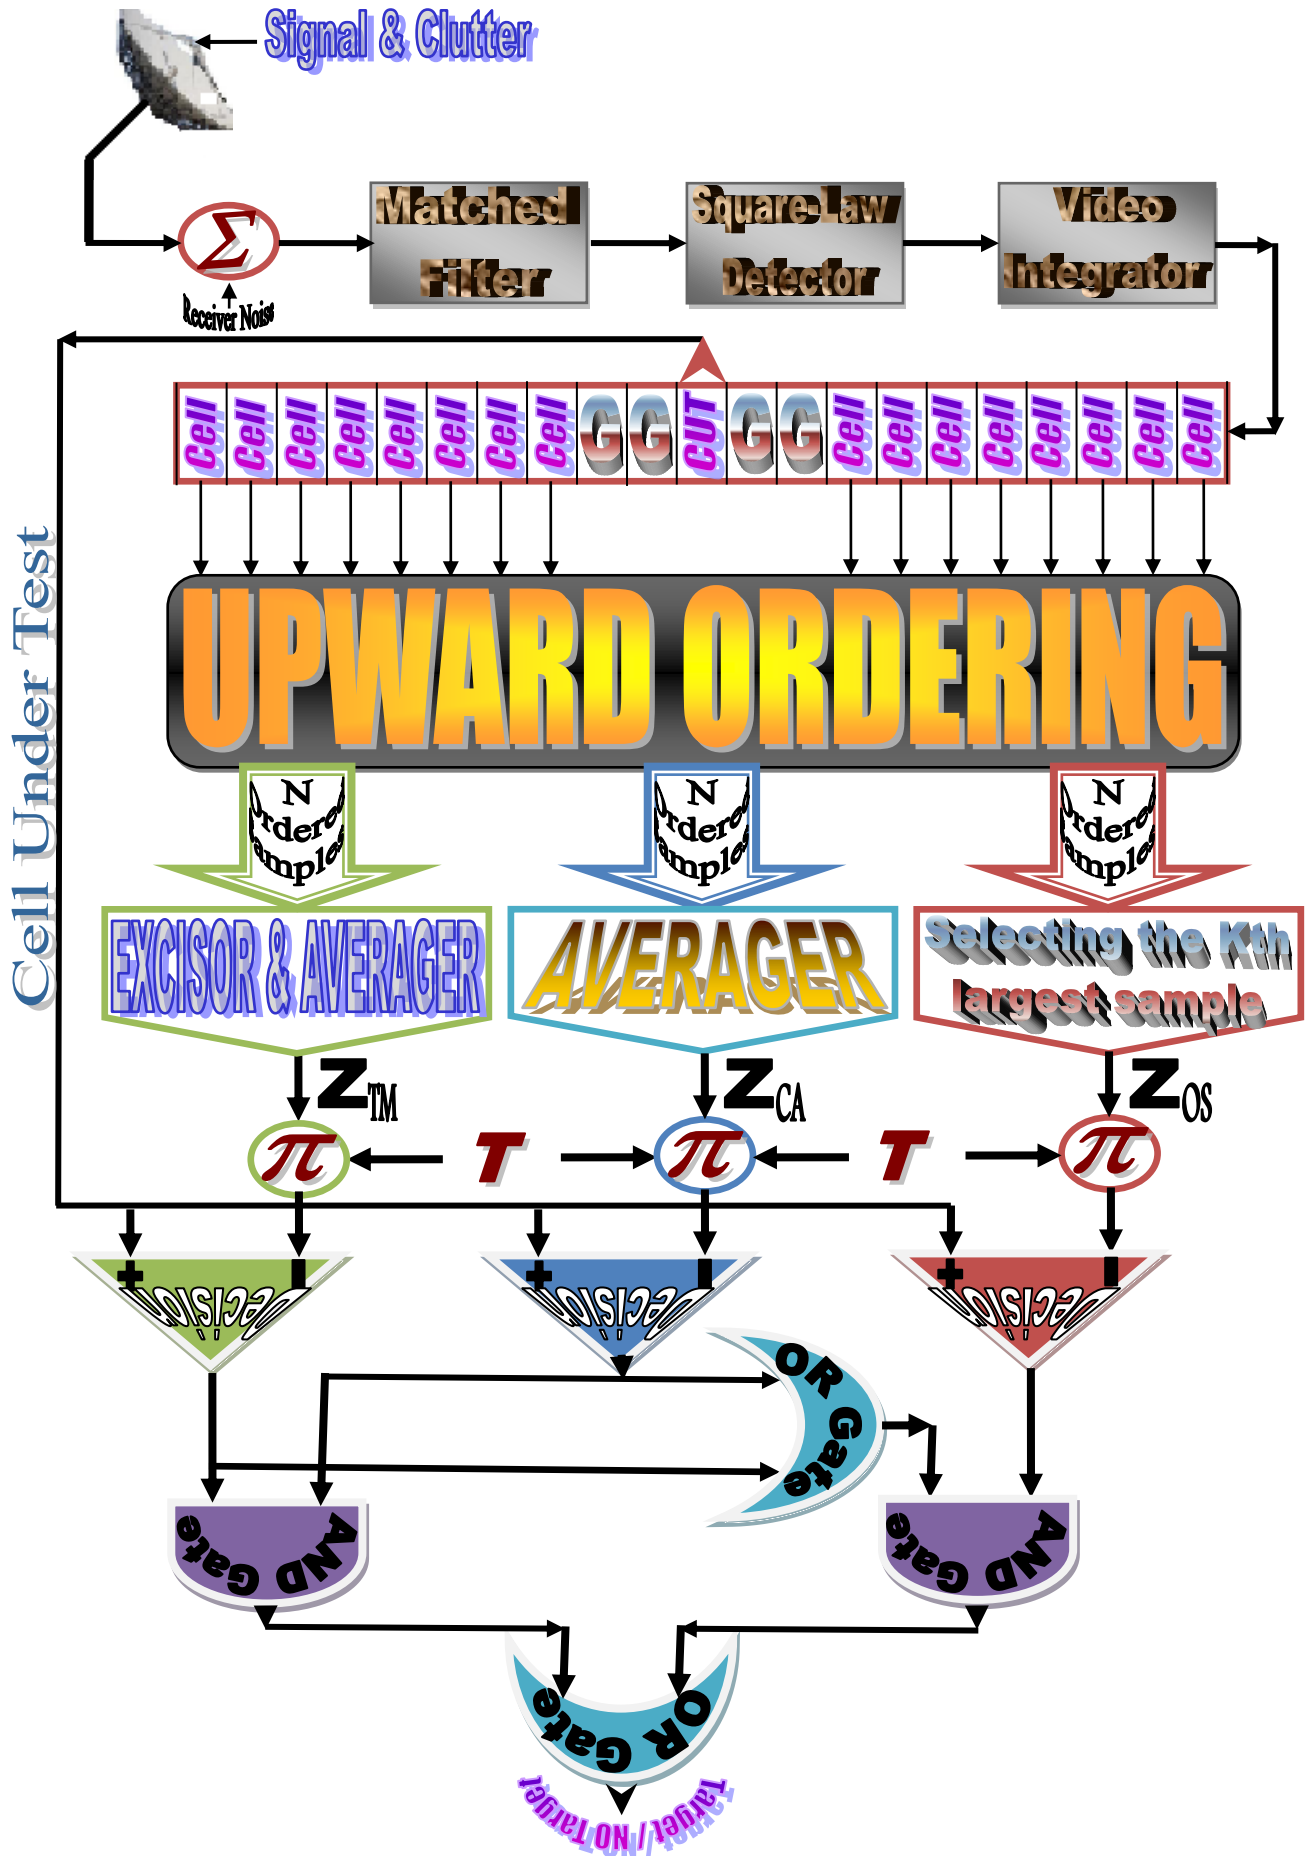 Signal & Clutter
Σ
Receiver Noise
Matched
Filter
Square-Law
Detector
Video
Integrator
Cell Cell Cell Cell Cell Cell Cell Cell G G CUT G G Cell Cell Cell Cell Cell Cell Cell Cell
Cell Under Test
UPWARD ORDERING
N
Ordered
Samples
N
Ordered
Samples
N
Ordered
Samples
EXCISOR & AVERAGER
AVERAGER
Selecting the Kth
largest sample
Z_TM
Z_CA
Z_OS
π T π T π
+ −
Decision
+ −
Decision
+ −
Decision
OR Gate
AND Gate
AND Gate
OR Gate
Target / NO Target